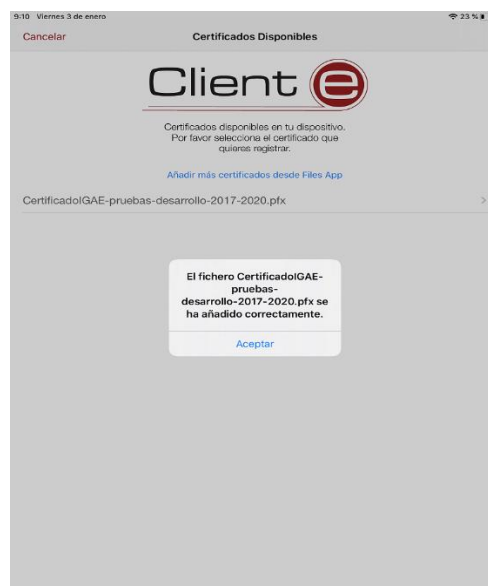 9:10 Viernes 3 de enero 23 %
Cancelar Certificados Disponibles
Client e
Certificados disponibles en tu dispositivo.
Por favor selecciona el certificado que
quieres registrar.
Añadir más certificados desde Files App
CertificadoIGAE-pruebas-desarrollo-2017-2020.pfx
El fichero CertificadoIGAE-
pruebas-
desarrollo-2017-2020.pfx se
ha añadido correctamente.
Aceptar